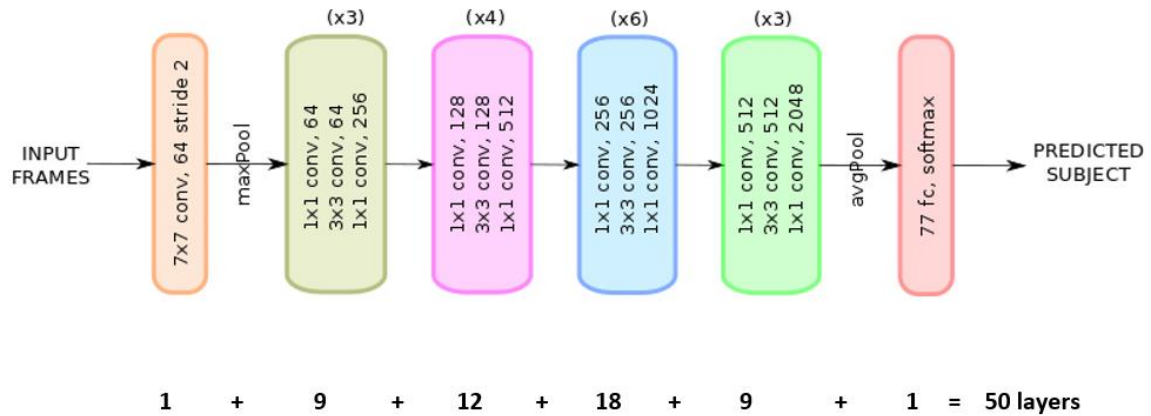 (x3)
(x4)
(x6)
(x3)
INPUT
FRAMES
7x7 conv, 64 stride 2
maxPool
1x1 conv, 64
3x3 conv, 64
1x1 conv, 256
1x1 conv, 128
3x3 conv, 128
1x1 conv, 512
1x1 conv, 256
3x3 conv, 256
1x1 conv, 1024
1x1 conv, 512
3x3 conv, 512
1x1 conv, 2048
avgPool
77 fc, softmax
PREDICTED
SUBJECT
1 + 9 + 12 + 18 + 9 + 1 = 50 layers